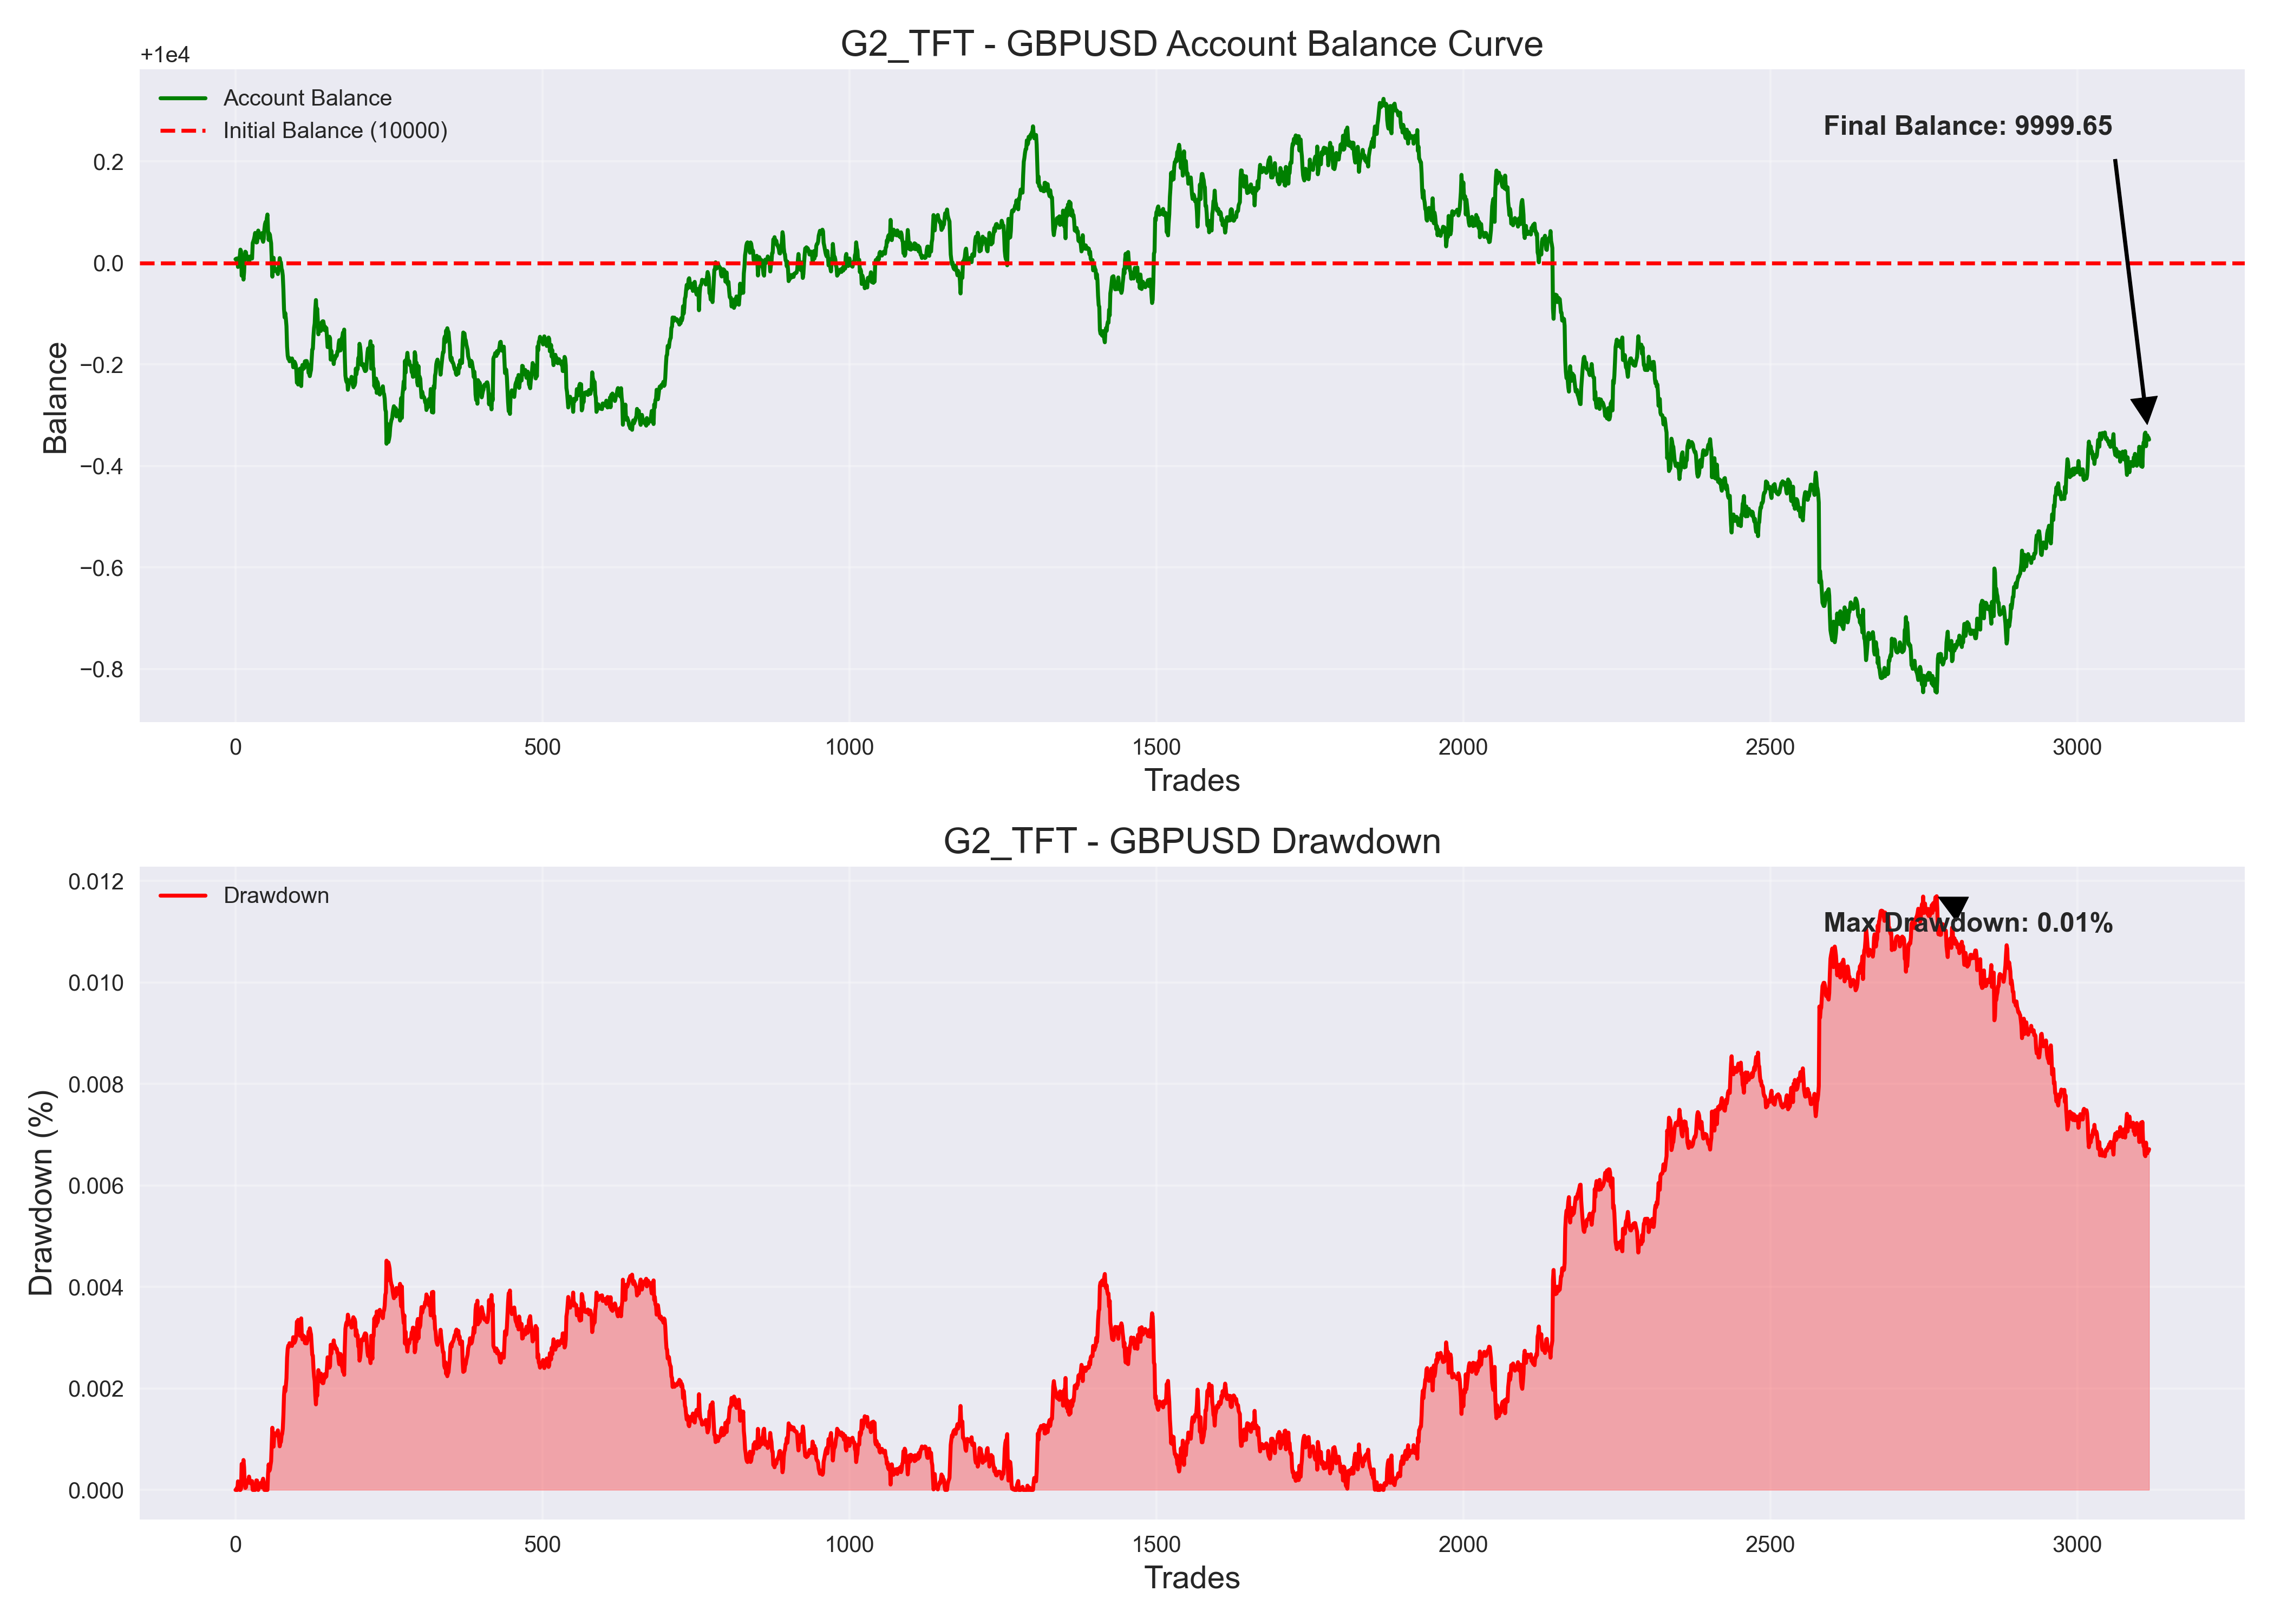 G2_TFT - GBPUSD Account Balance Curve
+1e4
Account Balance
Initial Balance (10000)
Final Balance: 9999.65
0.2
0.0
−0.2
−0.4
−0.6
−0.8
Balance
0 500 1000 1500 2000 2500 3000
Trades
G2_TFT - GBPUSD Drawdown
Drawdown
Max Drawdown: 0.01%
0.012
0.010
0.008
0.006
0.004
0.002
0.000
Drawdown (%)
0 500 1000 1500 2000 2500 3000
Trades